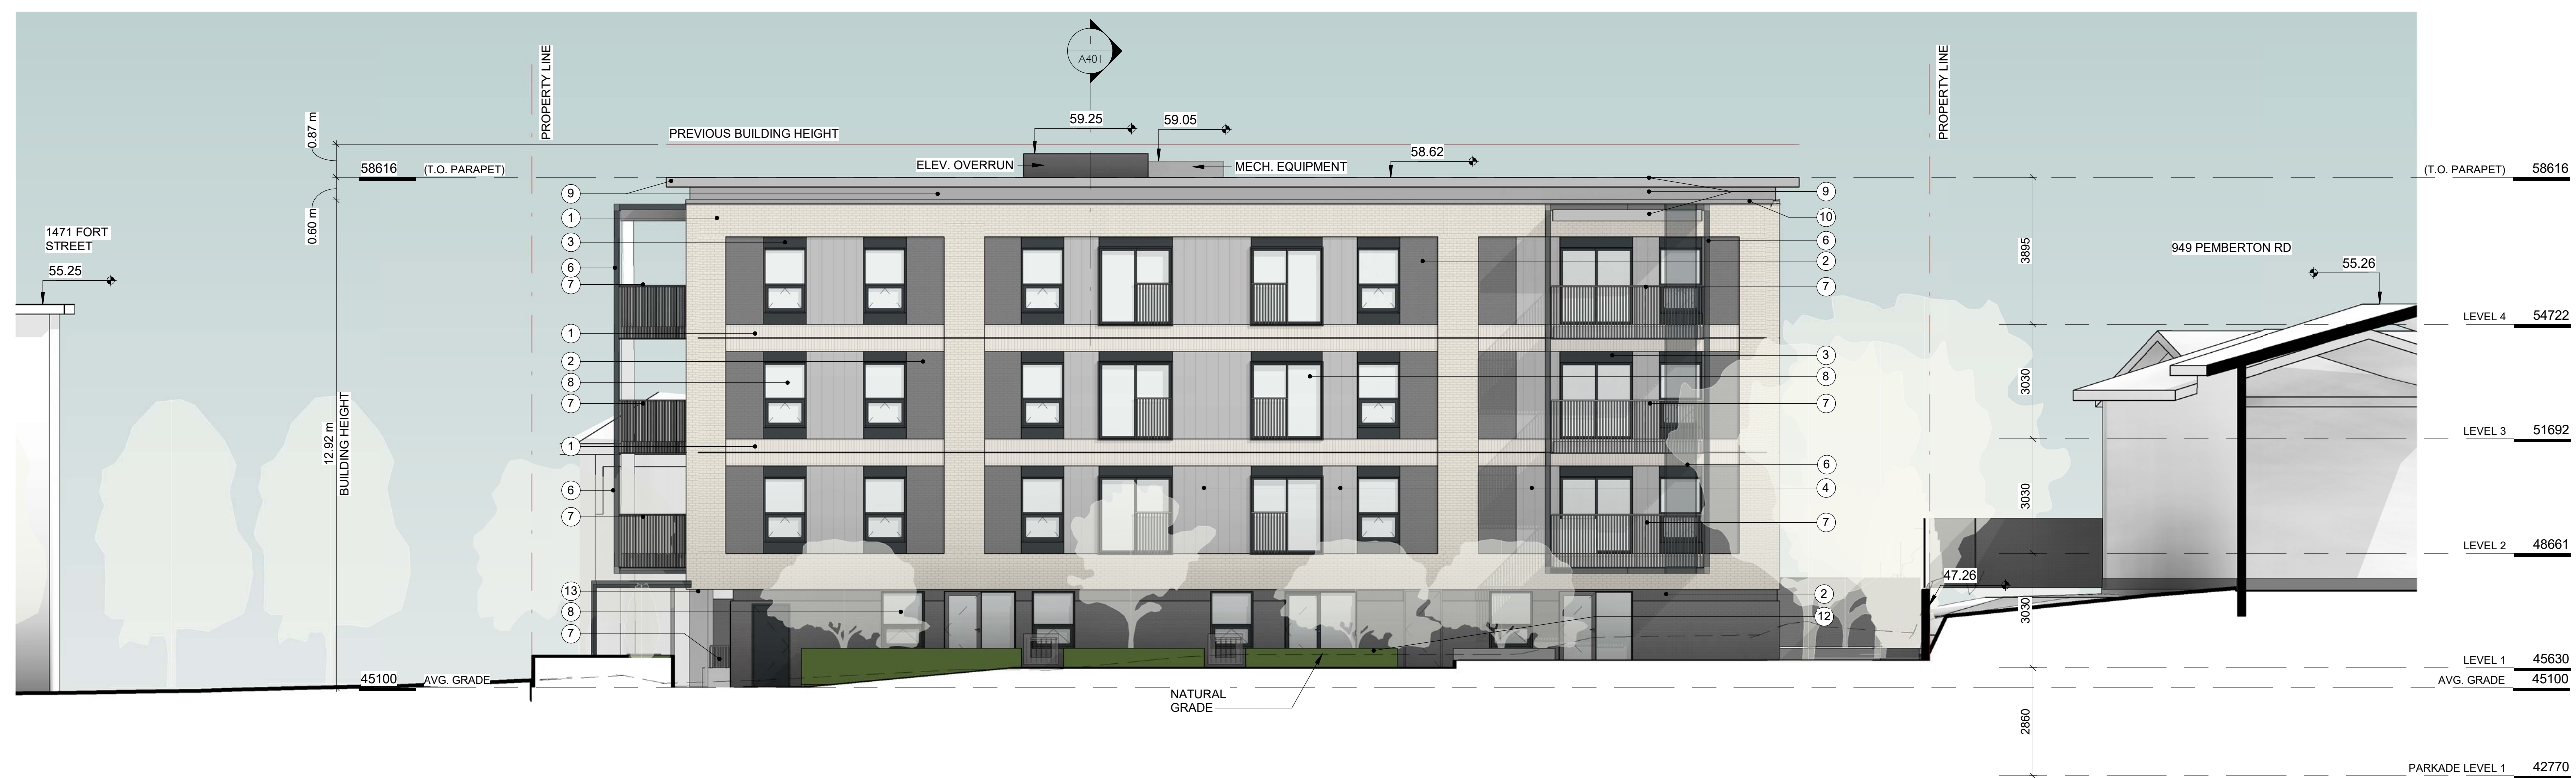 1
A401
PROPERTY LINE
PROPERTY LINE
0.87 m
PREVIOUS BUILDING HEIGHT
59.25
59.05
58.62
ELEV. OVERRUN
MECH. EQUIPMENT
58616
(T.O. PARAPET)
(T.O. PARAPET)
58616
0.60 m
9
9
1
10
3
6
6
2
7
7
1471 FORT
STREET
55.25
949 PEMBERTON RD
55.26
3895
LEVEL 4
54722
1
2
3
8
8
7
7
3030
12.92 m
BUILDING HEIGHT
LEVEL 3
51692
1
6
6
4
7
7
3030
LEVEL 2
48661
47.26
13
2
8
12
7
3030
LEVEL 1
45630
45100
AVG. GRADE
AVG. GRADE
45100
NATURAL
GRADE
2860
PARKADE LEVEL 1
42770